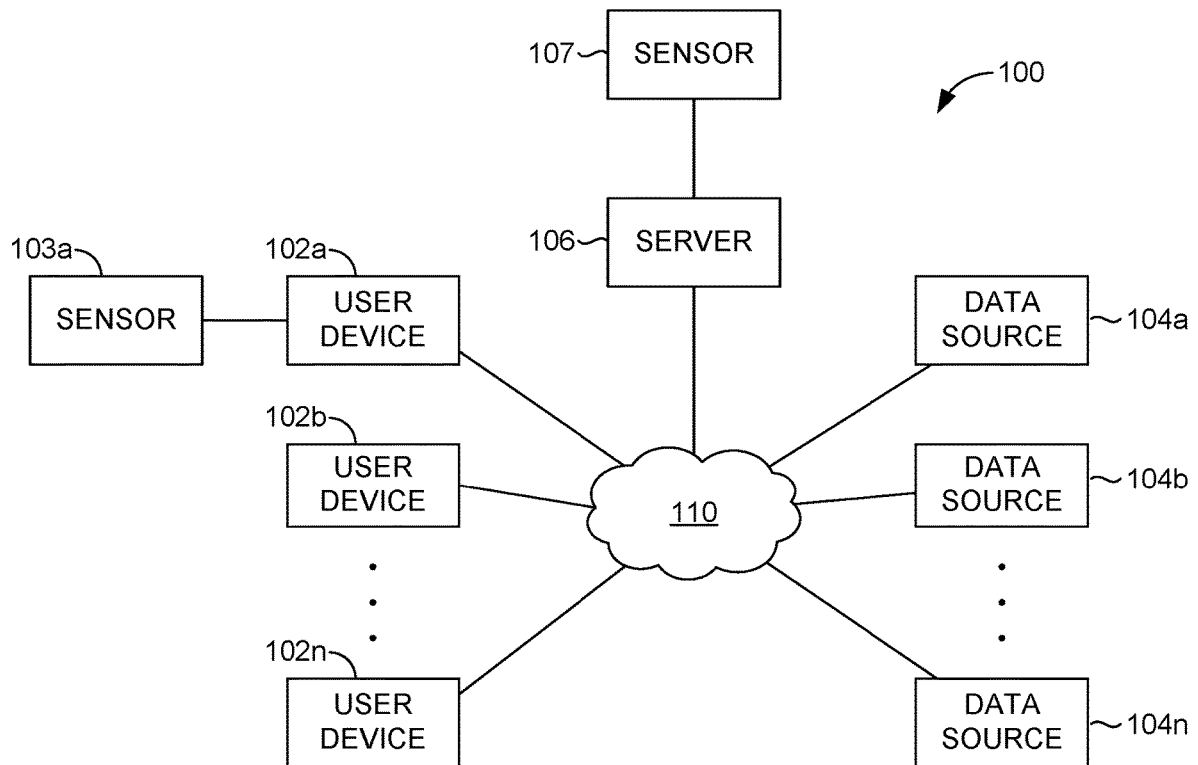 107
SENSOR
100
106
SERVER
103a
SENSOR
102a
USER
DEVICE
DATA
SOURCE
104a
102b
USER
DEVICE
110
DATA
SOURCE
104b
102n
USER
DEVICE
DATA
SOURCE
104n